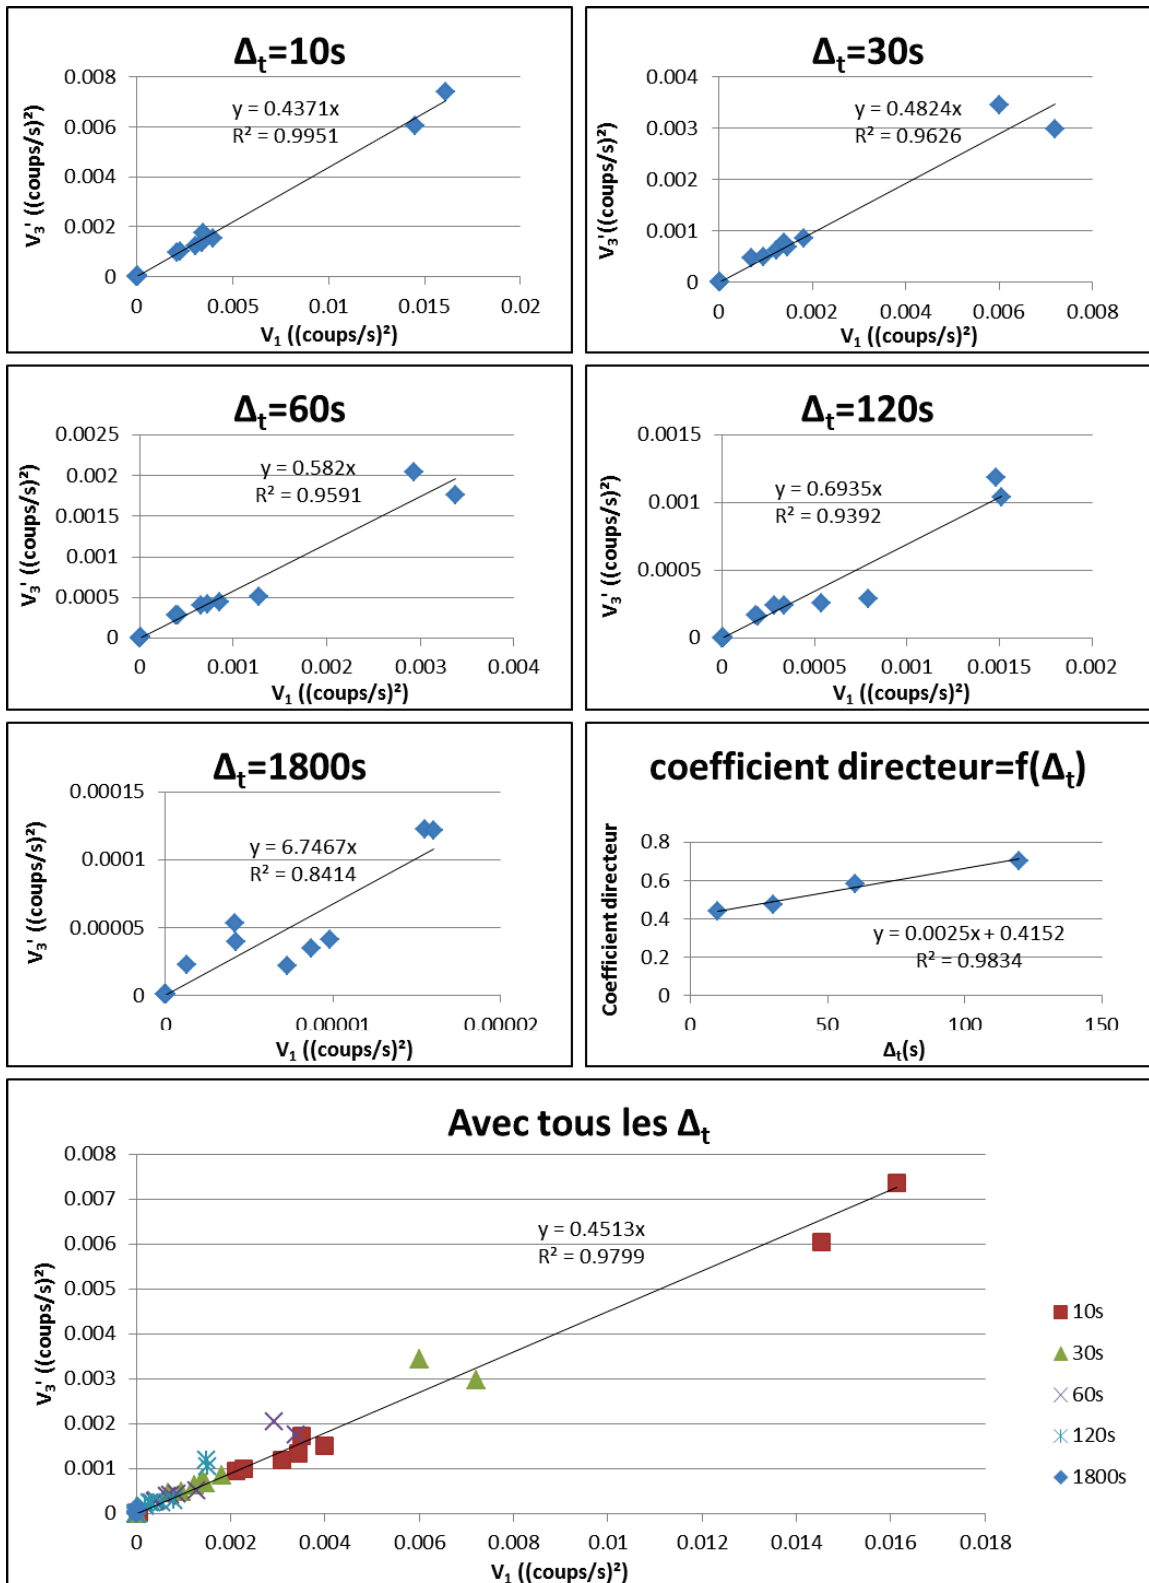 Δt=10s
0.008
0.006
0.004
0.002
0
y = 0.4371x
R² = 0.9951
V3' ((coups/s)²)
0 0.005 0.01 0.015 0.02
V1 ((coups/s)²)
Δt=30s
0.004
0.003
0.002
0.001
0
y = 0.4824x
R² = 0.9626
V3'((coups/s)²)
0 0.002 0.004 0.006 0.008
V1 ((coups/s)²)
Δt=60s
0.0025
0.002
0.0015
0.001
0.0005
0
y = 0.582x
R² = 0.9591
V3' ((coups/s)²)
0 0.001 0.002 0.003 0.004
V1 ((coups/s)²)
Δt=120s
0.0015
0.001
0.0005
0
y = 0.6935x
R² = 0.9392
V3' ((coups/s)²)
0 0.0005 0.001 0.0015 0.002
V1 ((coups/s)²)
Δt=1800s
0.00015
0.0001
0.00005
0
y = 6.7467x
R² = 0.8414
V3' ((coups/s)²)
0 0.00001 0.00002
V1 ((coups/s)²)
coefficient directeur=f(Δt)
0.8
0.6
0.4
0.2
0
y = 0.0025x + 0.4152
R² = 0.9834
Coefficient directeur
0 50 100 150
Δt(s)
Avec tous les Δt
0.008
0.007
0.006
0.005
0.004
0.003
0.002
0.001
0
y = 0.4513x
R² = 0.9799
V3' ((coups/s)²)
0 0.002 0.004 0.006 0.008 0.01 0.012 0.014 0.016 0.018
V1 ((coups/s)²)
10s
30s
60s
120s
1800s